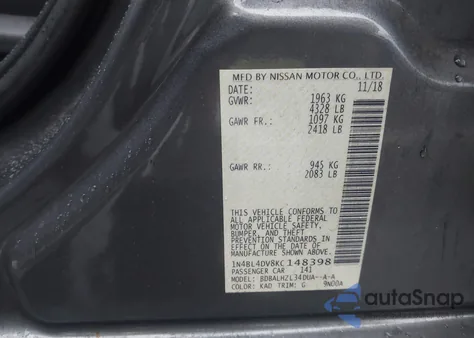 MFD BY NISSAN MOTOR CO., LTD.
DATE: 11/18
GVWR: 1963 KG
4328 LB
GAWR FR.: 1097 KG
2418 LB
GAWR RR.: 945 KG
2083 LB
THIS VEHICLE CONFORMS TO
ALL APPLICABLE FEDERAL
MOTOR VEHICLE SAFETY,
BUMPER, AND THEFT
PREVENTION STANDARDS IN
EFFECT ON THE DATE OF
MANUFACTURE SHOWN ABOVE.
1N4BL4DV8KC148398
PASSENGER CAR 141
MODEL:
COLOR: KAD TRIM: G 9N00A
autoSnap